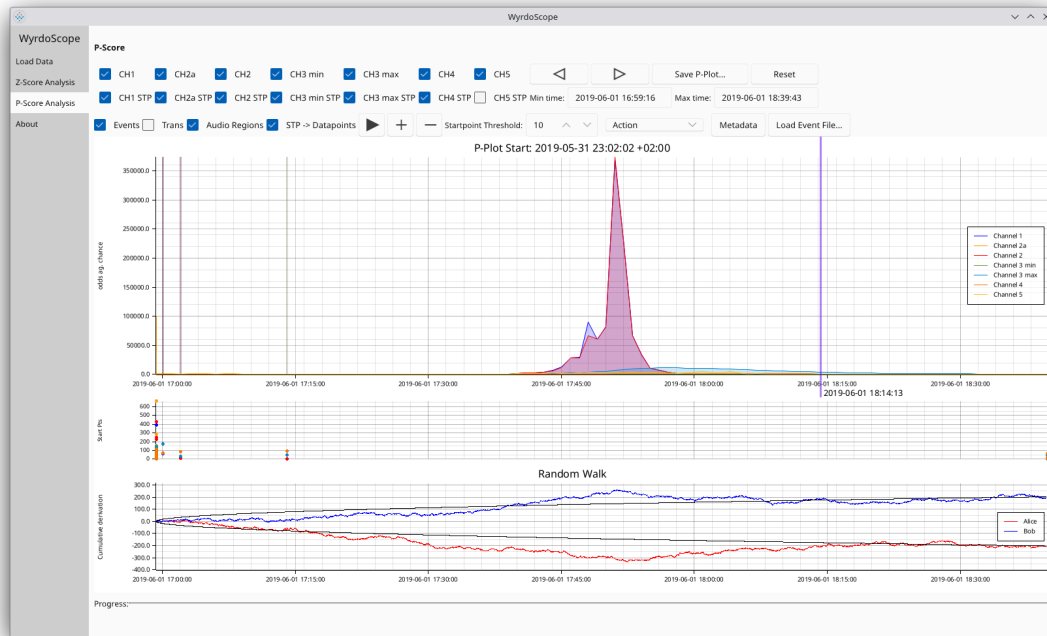 WyrdoScope
WyrdoScope
Load Data
Z-Score Analysis
P-Score Analysis
About
P-Score
CH1 CH2a CH2 CH3 min CH3 max CH4 CH5 Save P-Plot... Reset
CH1 STP CH2a STP CH2 STP CH3 min STP CH3 max STP CH4 STP CH5 STP Min time: 2019-06-01 16:59:16 Max time: 2019-06-01 18:39:43
Events Trans Audio Regions STP -> Datapoints Startpoint Threshold: 10 Action Metadata Load Event File...
P-Plot Start: 2019-05-31 23:02:02 +02:00
odds ag. chance
350000.0
300000.0
250000.0
200000.0
150000.0
100000.0
50000.0
0.0
Channel 1
Channel 2a
Channel 2
Channel 3 min
Channel 3 max
Channel 4
Channel 5
2019-06-01 17:00:00 2019-06-01 17:15:00 2019-06-01 17:30:00 2019-06-01 17:45:00 2019-06-01 18:00:00 2019-06-01 18:15:00 2019-06-01 18:30:00
2019-06-01 18:14:13
Start Pts
600
500
400
300
200
100
0
Random Walk
Cumulative derivation
300.0
200.0
100.0
0.0
-100.0
-200.0
-300.0
-400.0
Alice
Bob
2019-06-01 17:00:00 2019-06-01 17:15:00 2019-06-01 17:30:00 2019-06-01 17:45:00 2019-06-01 18:00:00 2019-06-01 18:15:00 2019-06-01 18:30:00
Progress: